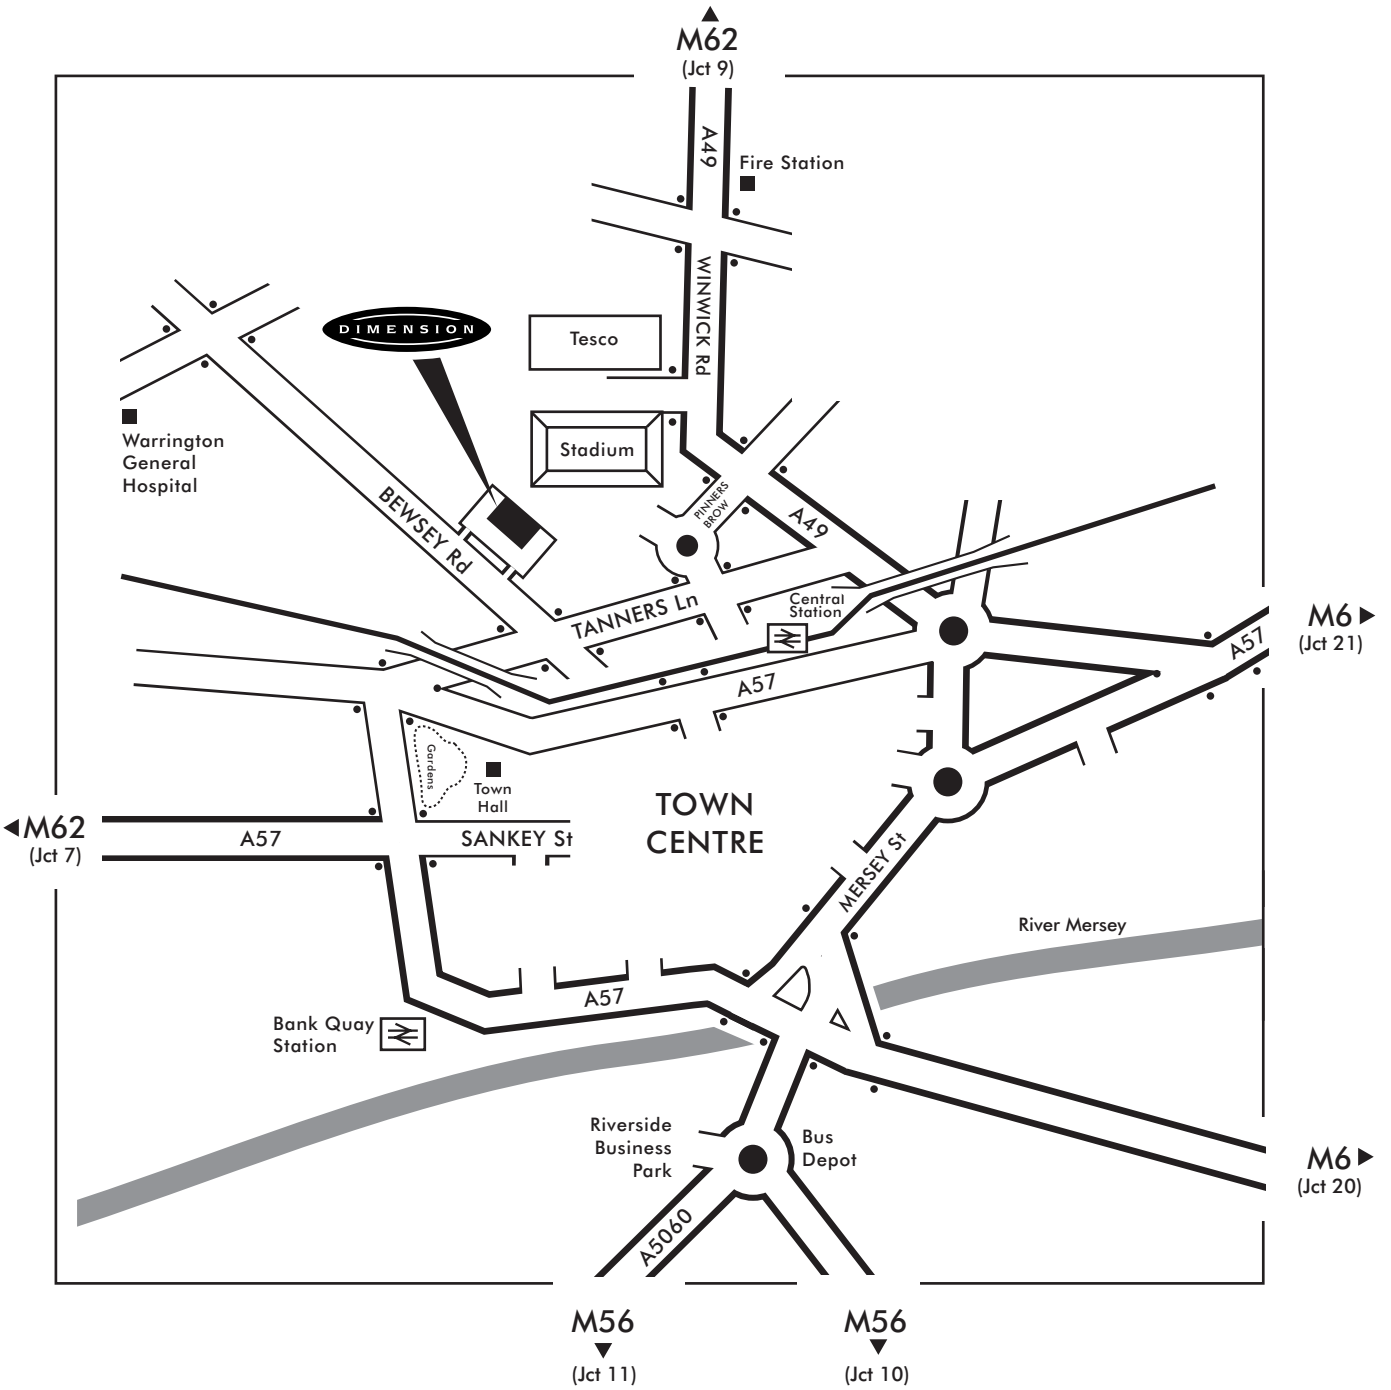 M62
(Jct 9)
A49
Fire Station
WINWICK Rd
DIMENSION
Tesco
Stadium
Warrington
General
Hospital
BEWSEY Rd
PINNERS
BROW
A49
TANNERS Ln
Central
Station
M6
(Jct 21)
A57
A57
Gardens
Town
Hall
TOWN
CENTRE
M62
(Jct 7)
A57
SANKEY St
MERSEY St
River Mersey
A57
Bank Quay
Station
Riverside
Business
Park
Bus
Depot
M6
(Jct 20)
A5060
M56
(Jct 11)
M56
(Jct 10)